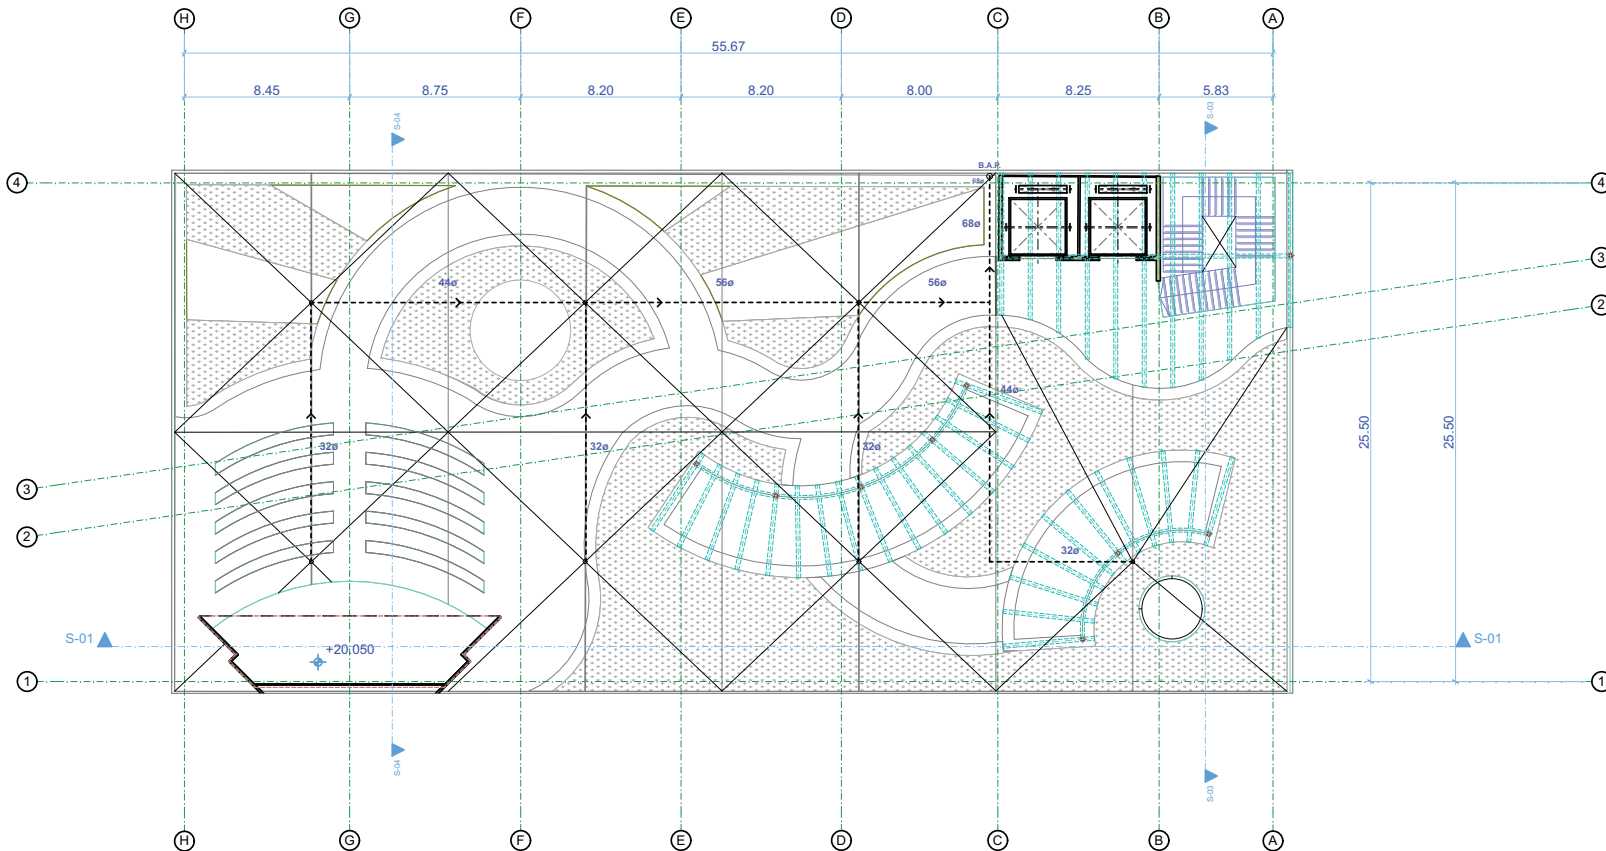 H G F E D C B A
55.67
8.45 8.75 8.20 8.20 8.00 8.25 5.83
S-04 S-03
B.A.P.
4 68ø 4
68ø
3
44ø 56ø 56ø
2
44ø
25.50 25.50
32ø 32ø 32ø
3
2
32ø
S-01 S-01
+20,050
1 1
S-04 S-03
H G F E D C B A